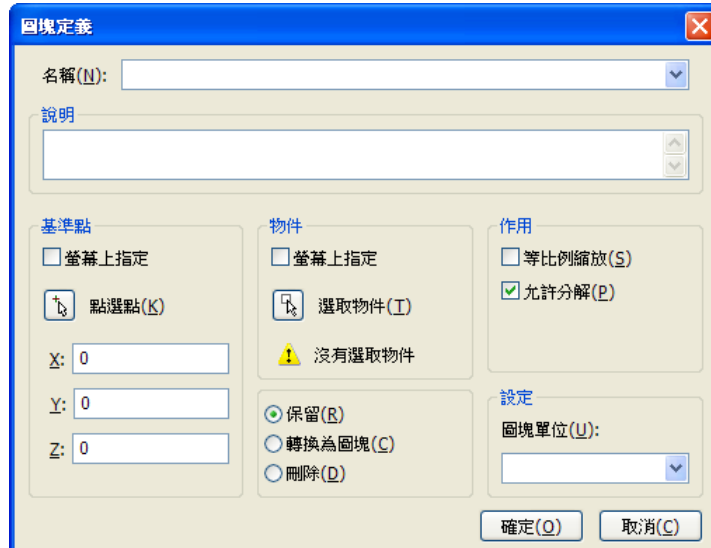 圖塊定義
名稱(N):
說明
基準點
螢幕上指定
點選點(K)
X: 0
Y: 0
Z: 0
物件
螢幕上指定
選取物件(T)
沒有選取物件
保留(R)
轉換為圖塊(C)
刪除(D)
作用
等比例縮放(S)
允許分解(P)
設定
圖塊單位(U):
確定(O)
取消(C)